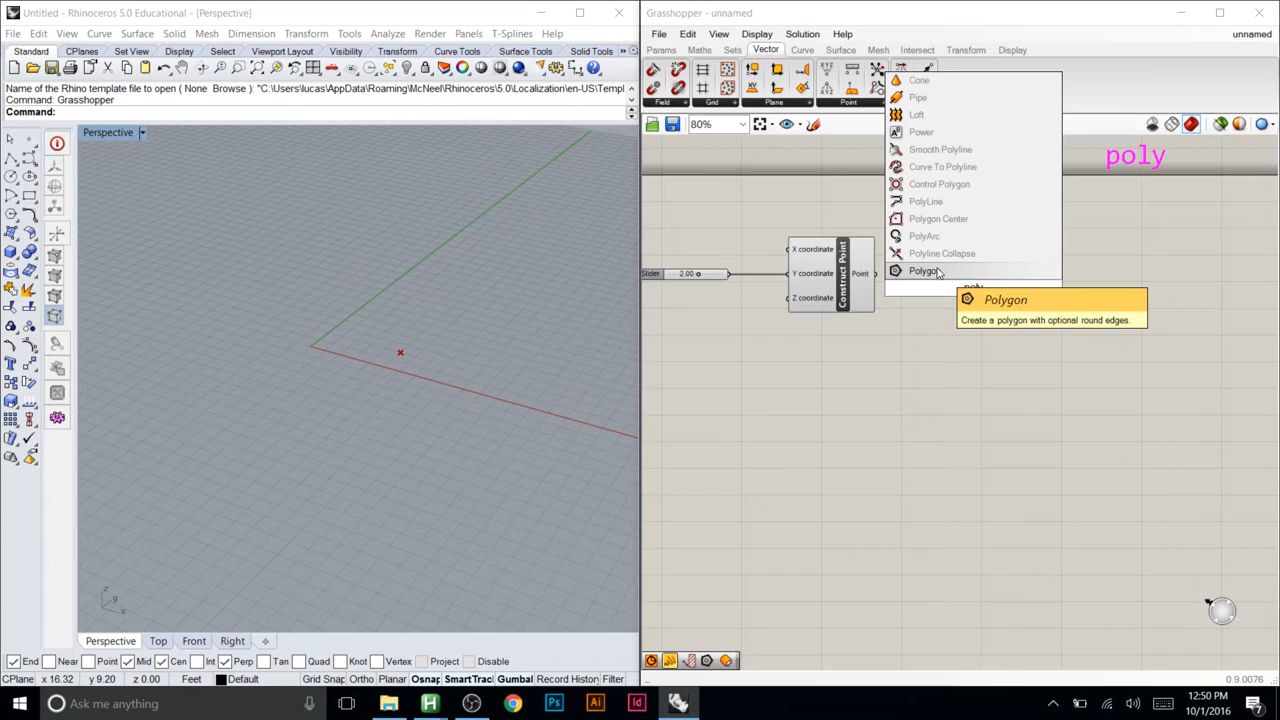 Untitled - Rhinoceros 5.0 Educational - [Perspective]
File Edit View Curve Surface Solid Mesh Dimension Transform Tools Analyze Render Panels T-Splines Help
Standard CPlanes Set View Display Select Viewport Layout Visibility Transform Curve Tools Surface Tools Solid Tools »
Name of the Rhino template file to open ( None Browse ): "C:\Users\lucas\AppData\Roaming\McNeel\Rhinoceros\5.0\Localization\en-US\Templ
Command: Grasshopper
Command:
Perspective
z
y
x
Perspective Top Front Right
End Near Point Mid Cen Int Perp Tan Quad Knot Vertex Project Disable
CPlane x 16.32 y 9.20 z 0.00 Feet Default Grid Snap Ortho Planar Osnap SmartTrack Gumball Record History Filter
Grasshopper - unnamed
File Edit View Display Solution Help unnamed
Params Maths Sets Vector Curve Surface Mesh Intersect Transform Display
Field Grid Plane Point
80%
poly
Cone
Pipe
Loft
Power
Smooth Polyline
Curve To Polyline
Control Polygon
PolyLine
Polygon Center
PolyArc
Polyline Collapse
Polygon
poly
Polygon
Create a polygon with optional round edges.
Slider 2.00
X coordinate
Y coordinate
Z coordinate
Construct Point
Point
0.9.0076
Ask me anything
12:50 PM
10/1/2016